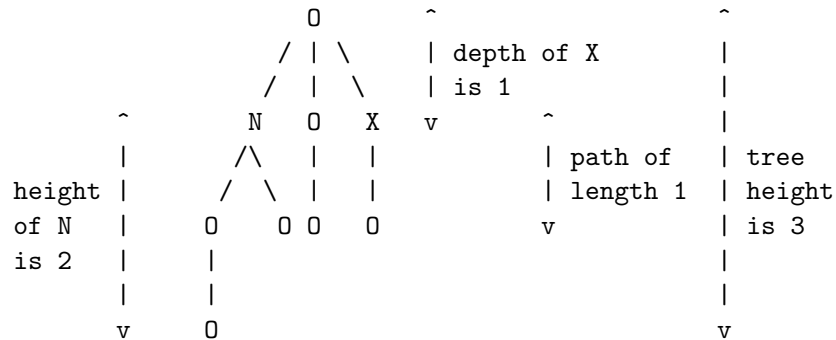 O ^ ^
/ | \ | depth of X |
/ | \ | is 1 |
^ N O X v ^ |
| /\ | | | path of | tree
height | / \ | | | length 1 | height
of N | O O O O v | is 3
is 2 | | |
| | |
v O v